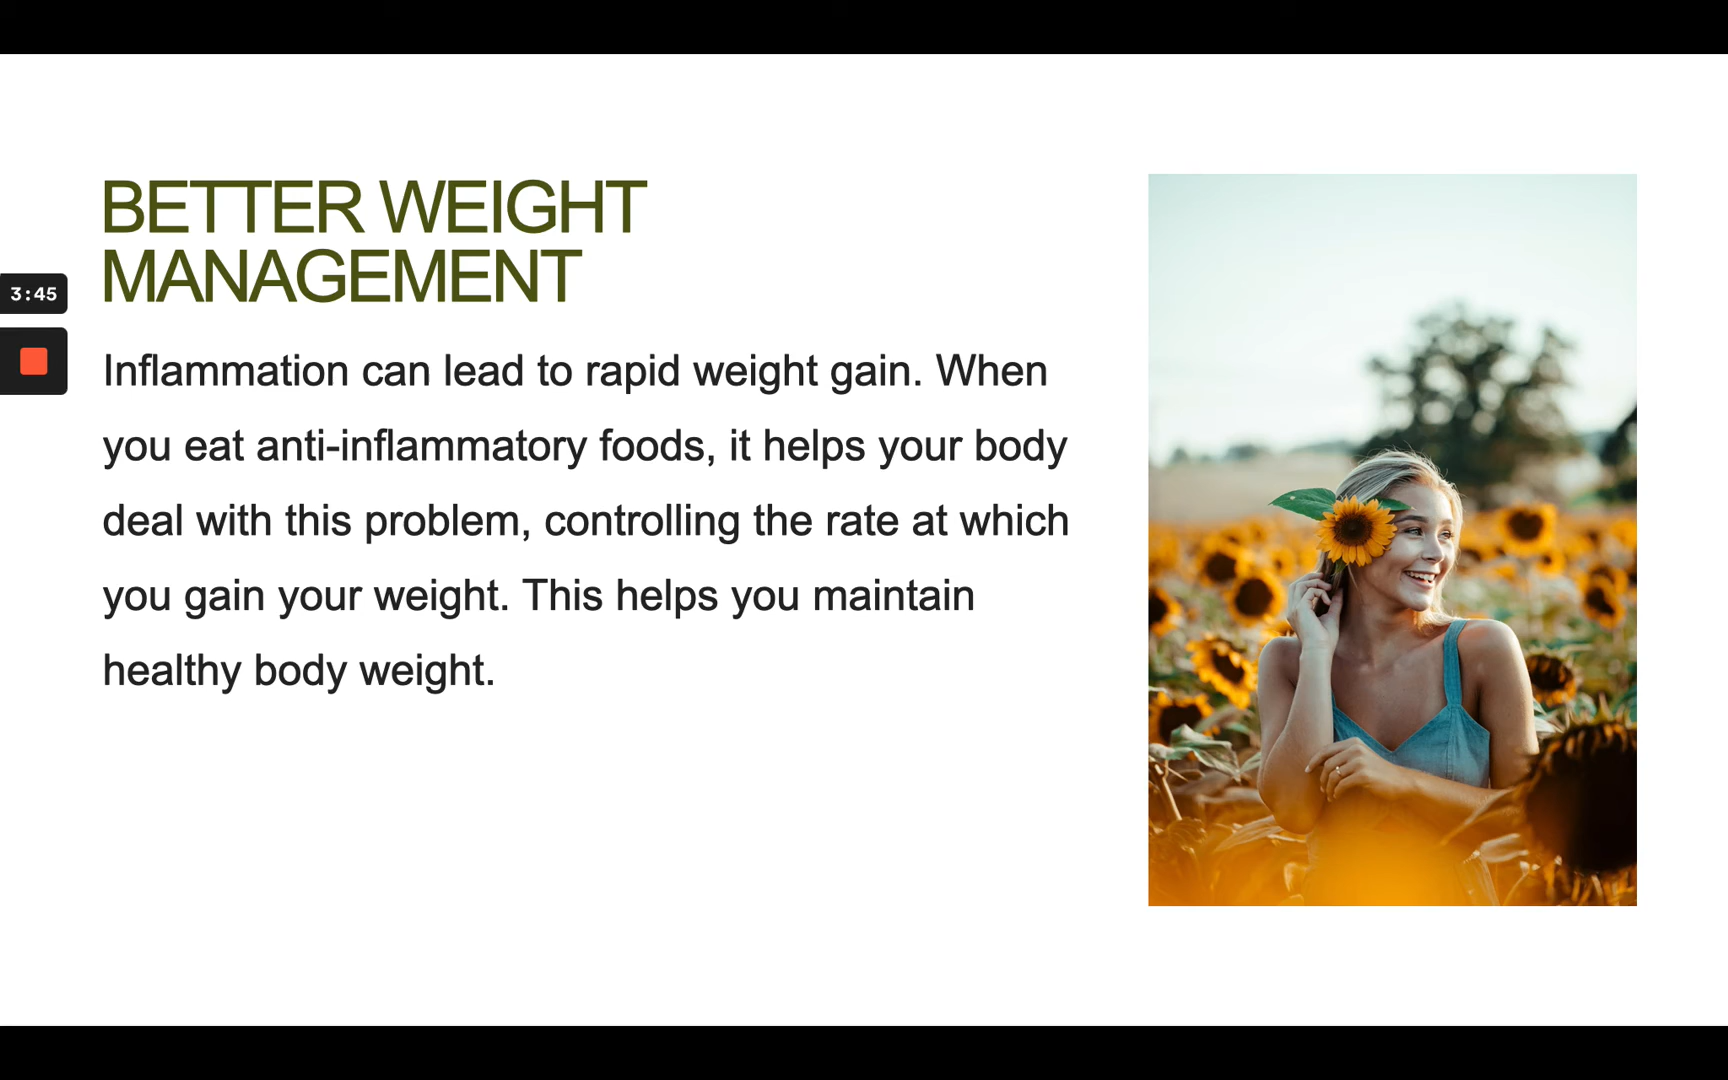 BETTER WEIGHT
MANAGEMENT
3:45
Inflammation can lead to rapid weight gain. When
you eat anti-inflammatory foods, it helps your body
deal with this problem, controlling the rate at which
you gain your weight. This helps you maintain
healthy body weight.